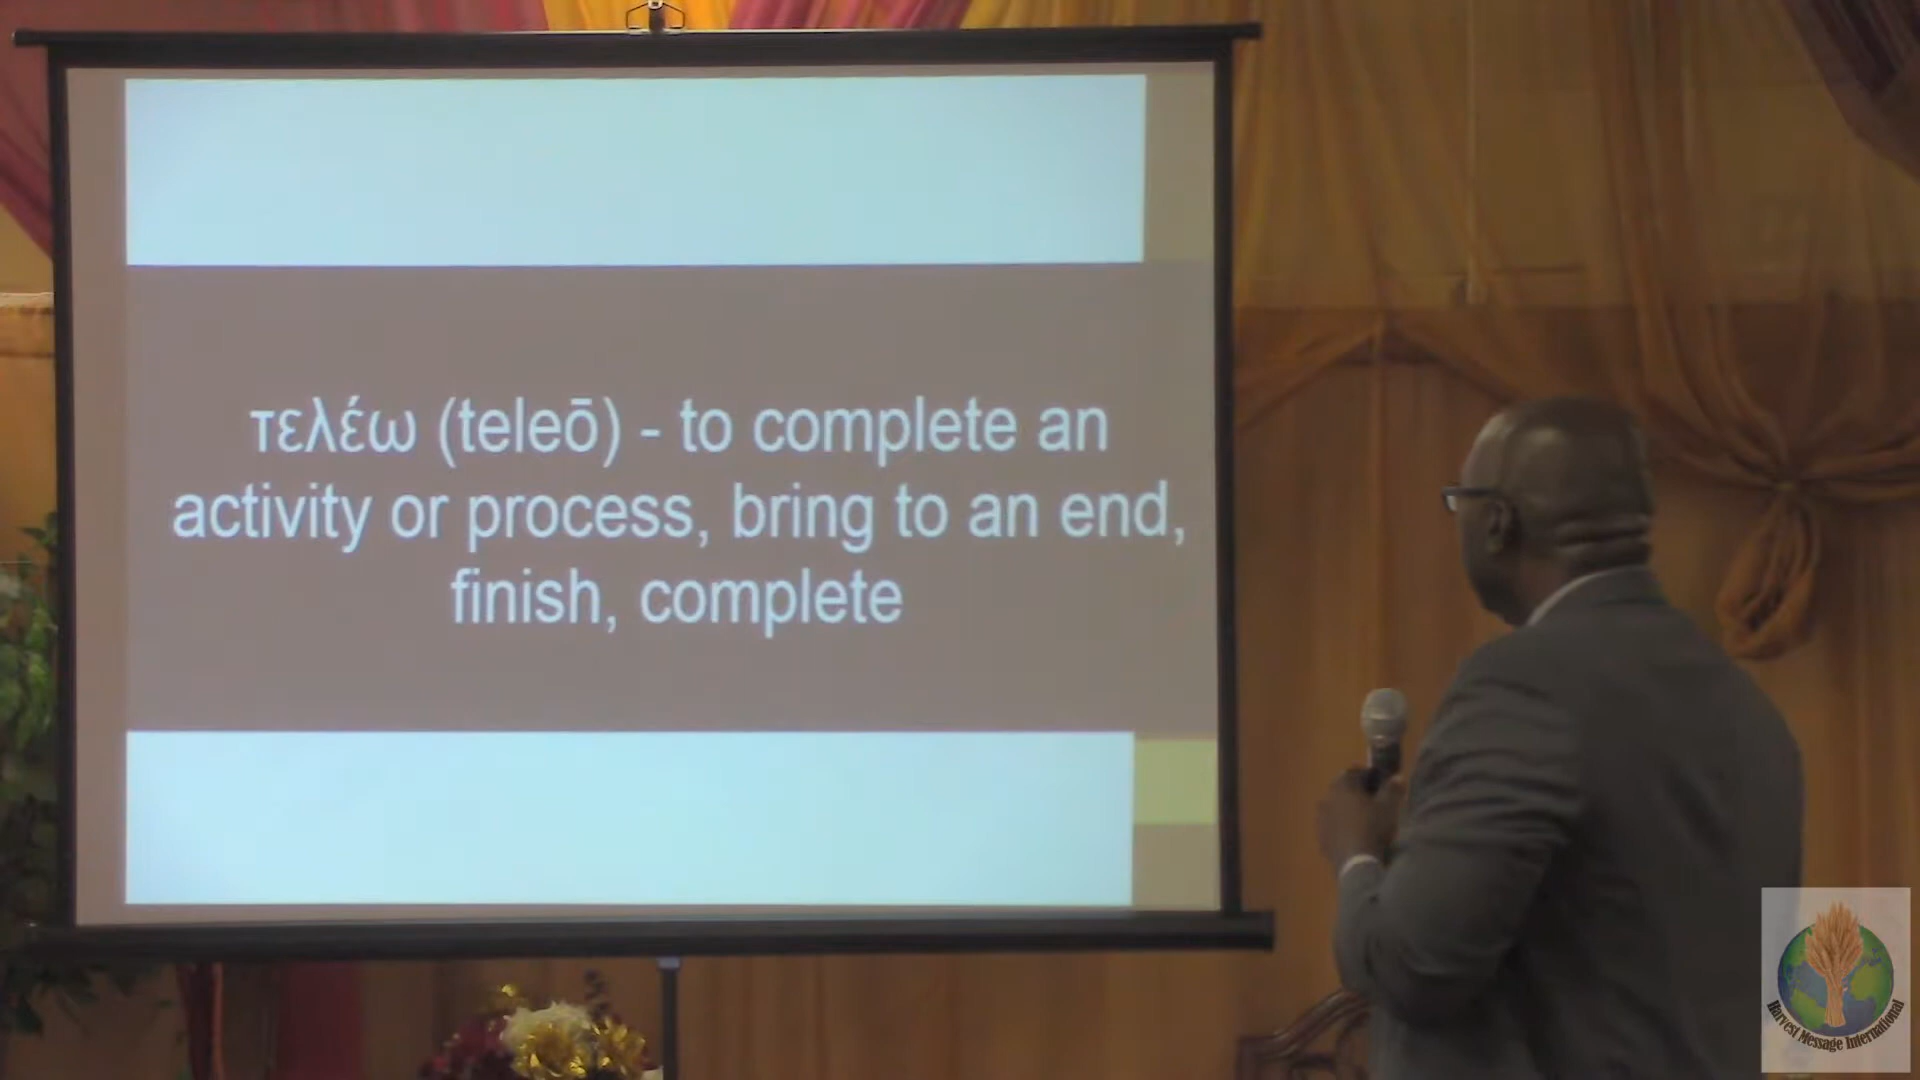 τελέω (teleō) - to complete an
activity or process, bring to an end,
finish, complete
Harvest Message International